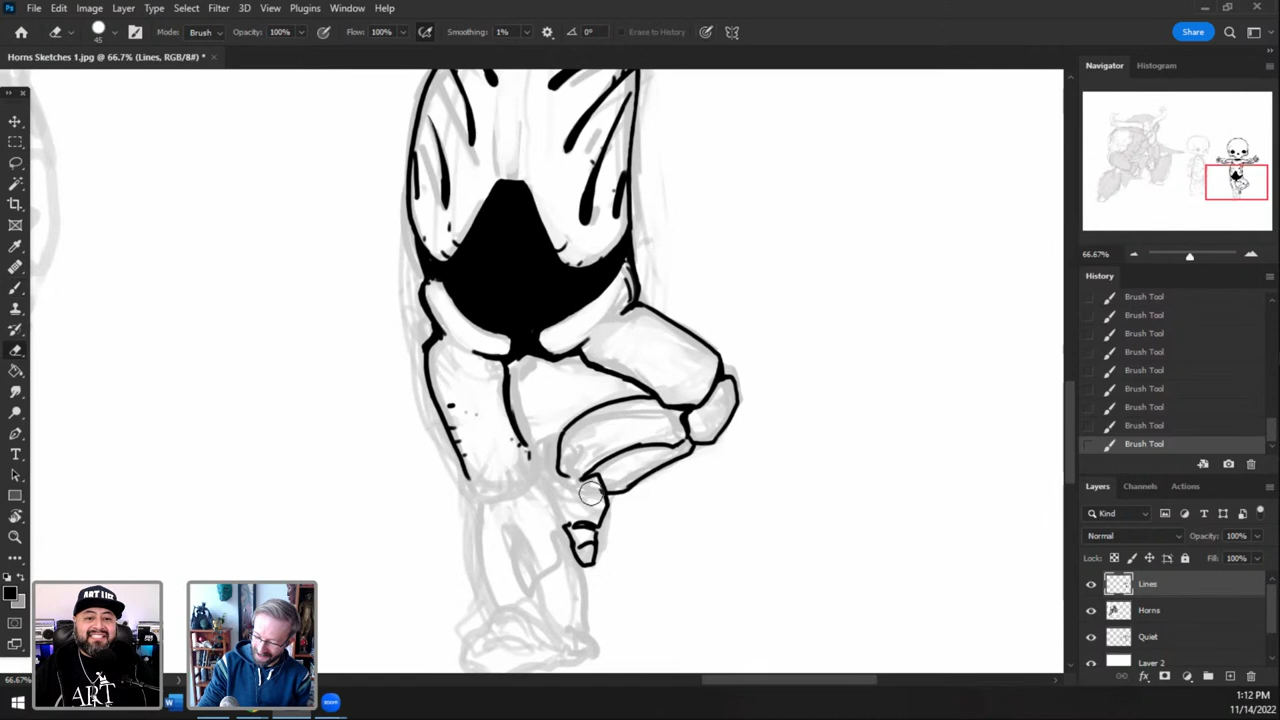 Ps File Edit Image Layer Type Select Filter 3D View Plugins Window Help
45 Mode: Brush Opacity: 100% Flow: 100% Smoothing: 1% 0° Erase to History Share
Horns Sketches 1.jpg @ 66.7% (Lines, RGB/8#) *
Navigator Histogram
66.67%
History
Brush Tool
Brush Tool
Brush Tool
Brush Tool
Brush Tool
Brush Tool
Brush Tool
Brush Tool
Brush Tool
Layers Channels Actions
Kind
Normal Opacity: 100%
Lock: Fill: 100%
Lines
Horns
Quiet
Layer 2
ART LIFE
ART
66.67%
1:12 PM
11/14/2022